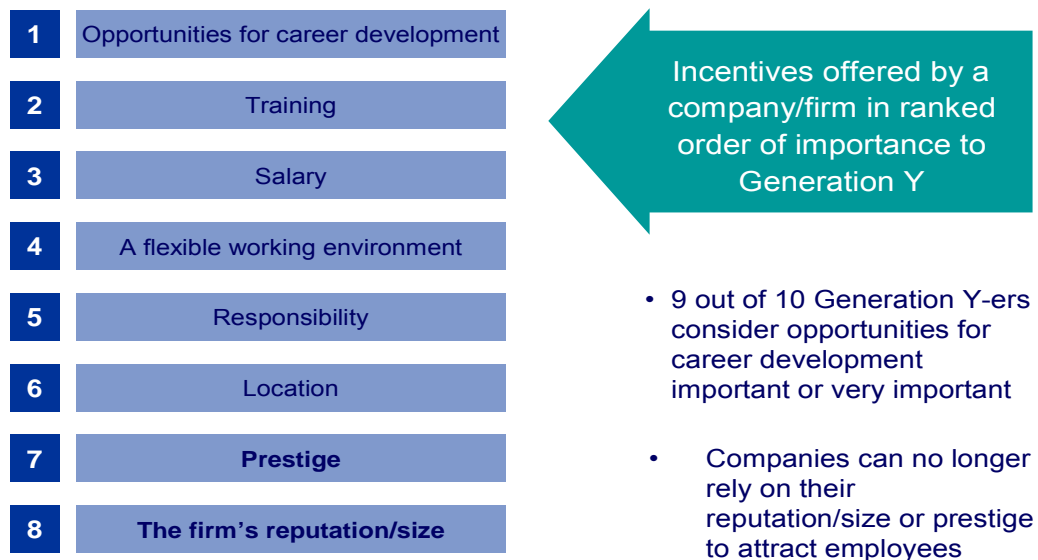 1 Opportunities for career development
2 Training
3 Salary
4 A flexible working environment
5 Responsibility
6 Location
7 Prestige
8 The firm's reputation/size
Incentives offered by a
company/firm in ranked
order of importance to
Generation Y
• 9 out of 10 Generation Y-ers
consider opportunities for
career development
important or very important
• Companies can no longer
rely on their
reputation/size or prestige
to attract employees